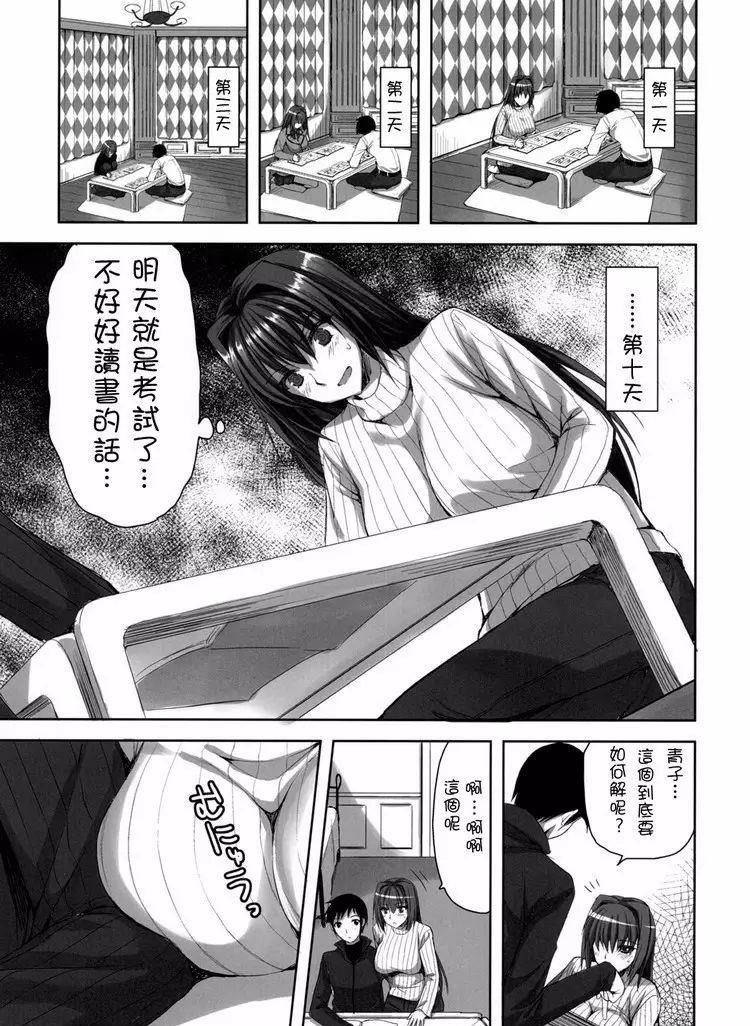 第一天
第二天
第三天
……第十天
明天就是考試了…
不好好讀書的話…
青子…
這個到底要
如何解呢？
啊…啊啊
這個呢
むにゅうっ